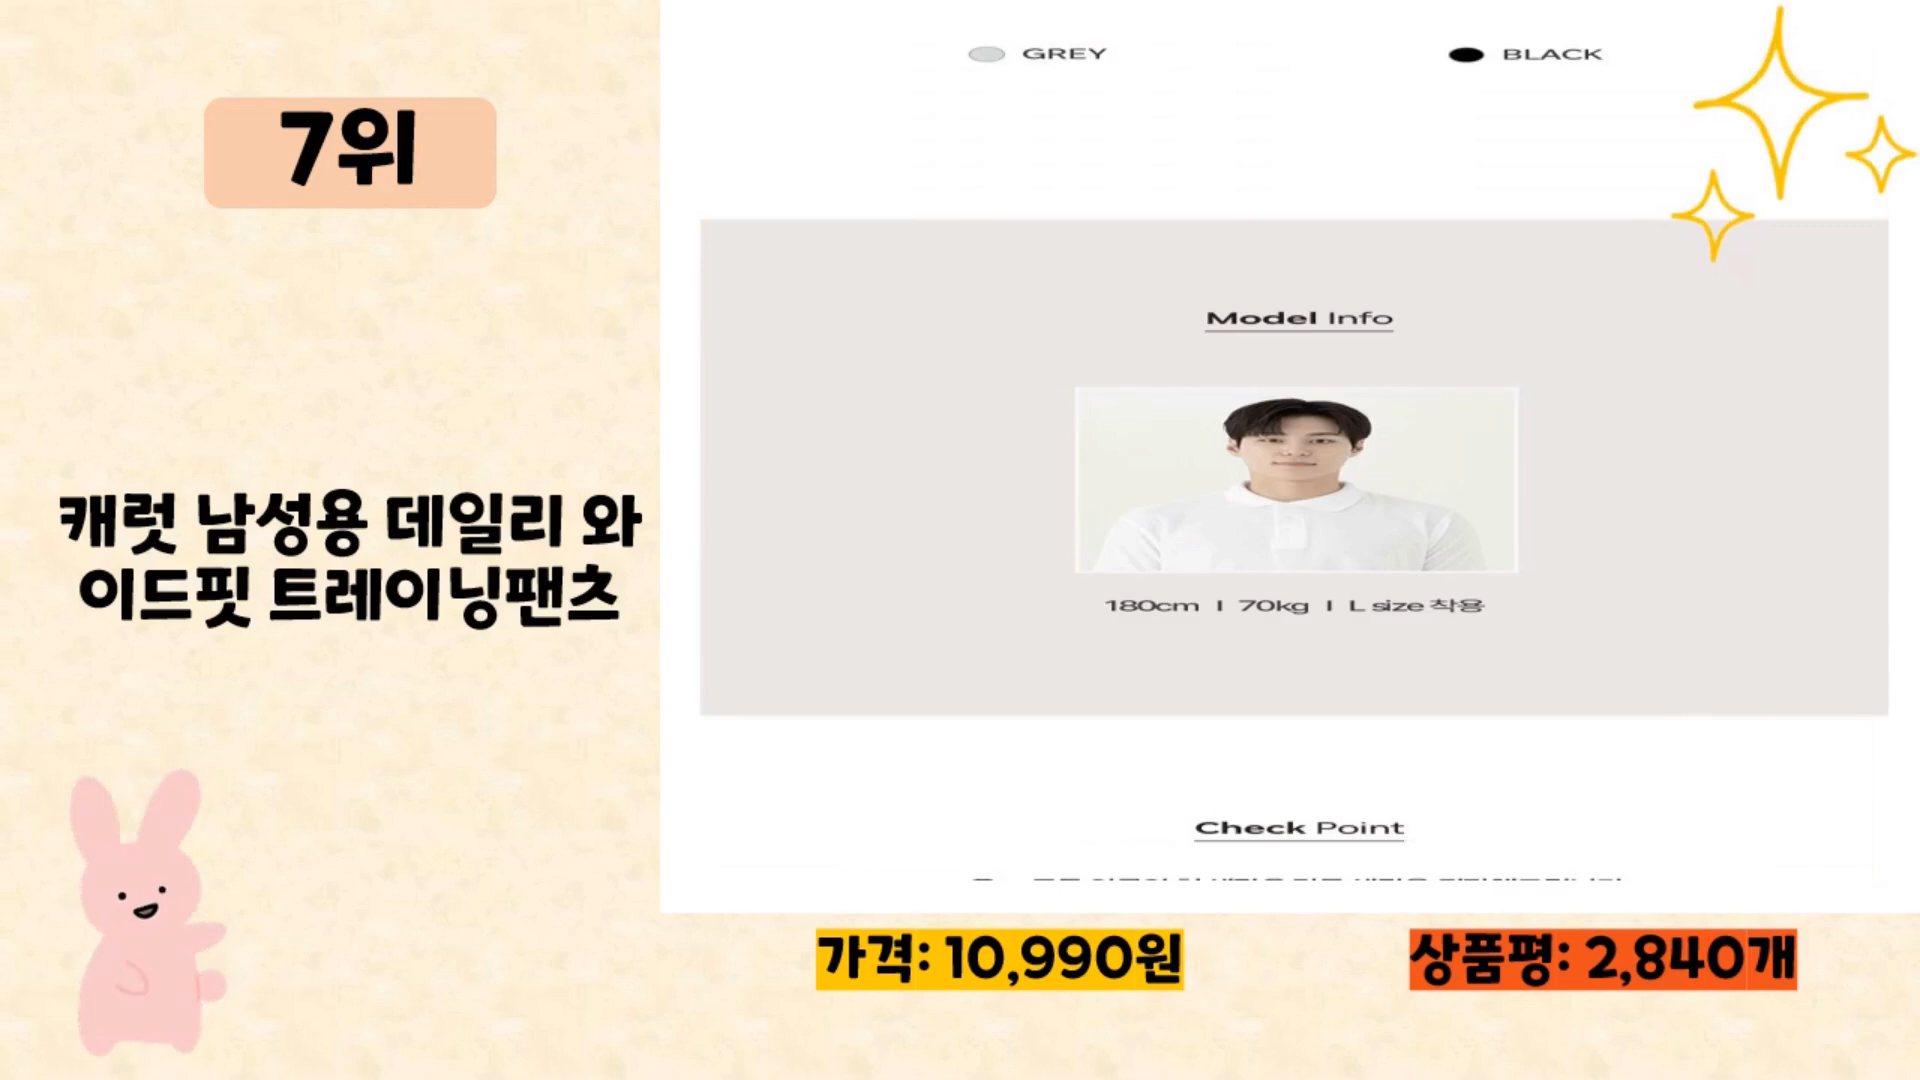 7위
캐럿 남성용 데일리 와
이드핏 트레이닝팬츠
GREY
BLACK
Model Info
180cm I 70kg I L size 착용
Check Point
가격: 10,990원
상품평: 2,840개